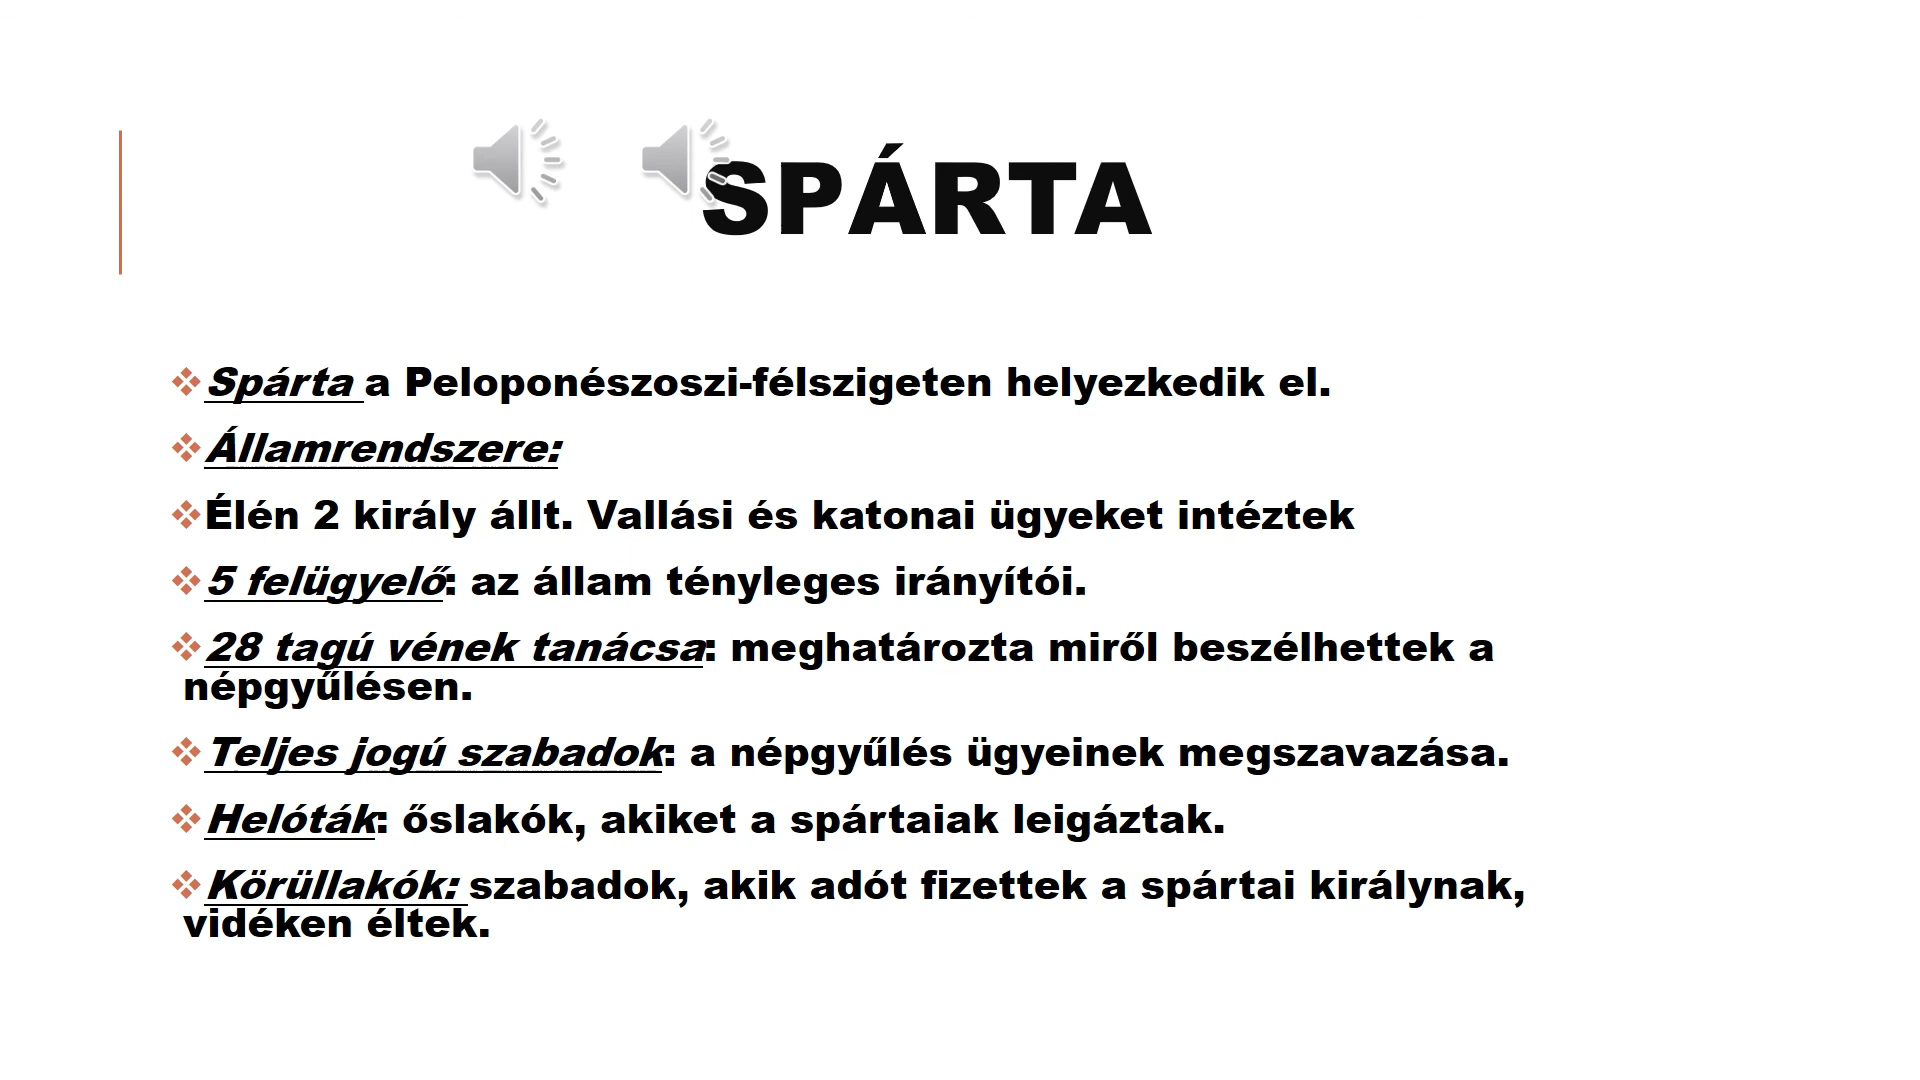 SPÁRTA
Spárta a Peloponészoszi-félszigeten helyezkedik el.
Államrendszere:
Élén 2 király állt. Vallási és katonai ügyeket intéztek
5 felügyelő: az állam tényleges irányítói.
28 tagú vének tanácsa: meghatározta miről beszélhettek a
népgyűlésen.
Teljes jogú szabadok: a népgyűlés ügyeinek megszavazása.
Helóták: őslakók, akiket a spártaiak leigáztak.
Körüllakók: szabadok, akik adót fizettek a spártai királynak,
vidéken éltek.